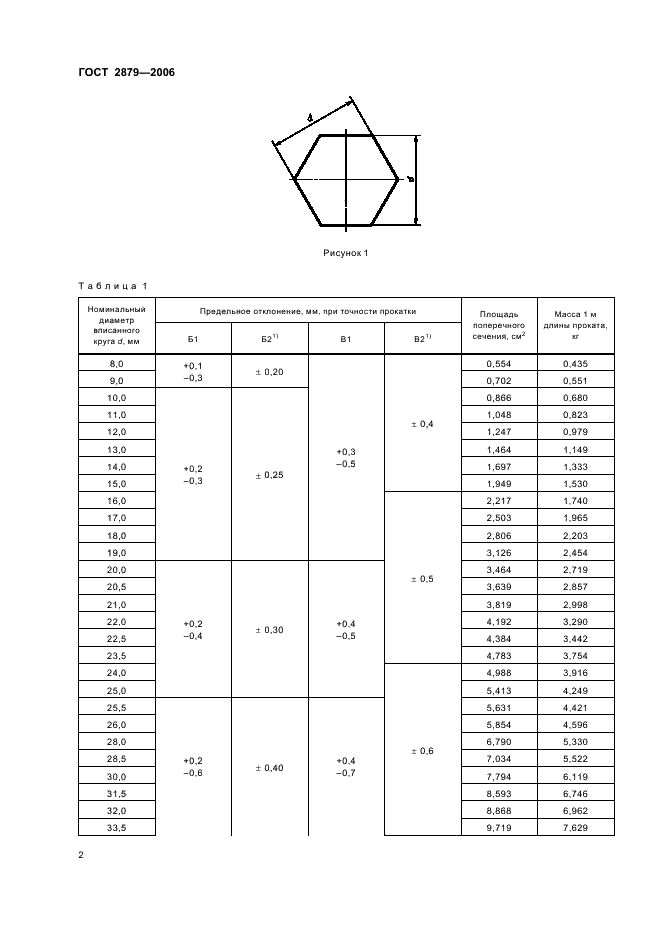 ГОСТ 2879—2006
d
d
Рисунок 1
Таблица 1
Номинальный диаметр вписанного круга d, мм | Предельное отклонение, мм, при точности прокатки | Площадь поперечного сечения, см² | Масса 1 м длины проката, кг
Б1 | Б2¹⁾ | В1 | В2¹⁾
8,0 | +0,1 –0,3 | ± 0,20 | +0,3 –0,5 | ± 0,4 | 0,554 | 0,435
9,0 | 0,702 | 0,551
10,0 | +0,2 –0,3 | ± 0,25 | 0,866 | 0,680
11,0 | 1,048 | 0,823
12,0 | 1,247 | 0,979
13,0 | 1,464 | 1,149
14,0 | 1,697 | 1,333
15,0 | 1,949 | 1,530
16,0 | ± 0,5 | 2,217 | 1,740
17,0 | 2,503 | 1,965
18,0 | 2,806 | 2,203
19,0 | 3,126 | 2,454
20,0 | +0,2 –0,4 | ± 0,30 | +0,4 –0,5 | 3,464 | 2,719
20,5 | 3,639 | 2,857
21,0 | 3,819 | 2,998
22,0 | 4,192 | 3,290
22,5 | 4,384 | 3,442
23,5 | 4,783 | 3,754
24,0 | ± 0,6 | 4,988 | 3,916
25,0 | 5,413 | 4,249
25,5 | +0,2 –0,6 | ± 0,40 | +0,4 –0,7 | 5,631 | 4,421
26,0 | 5,854 | 4,596
28,0 | 6,790 | 5,330
28,5 | 7,034 | 5,522
30,0 | 7,794 | 6,119
31,5 | 8,593 | 6,746
32,0 | 8,868 | 6,962
33,5 | 9,719 | 7,629
2